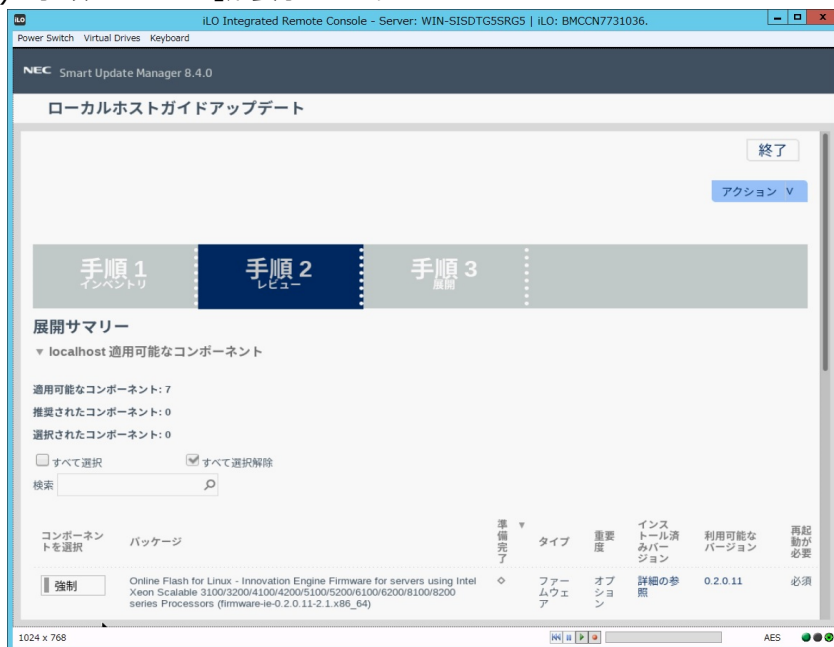 iLO Integrated Remote Console - Server: WIN-SISDTG5SRG5 | iLO: BMCCN7731036.
Power Switch Virtual Drives Keyboard
NEC Smart Update Manager 8.4.0
ローカルホストガイドアップデート
終了
アクション ∨
手順 1
インベントリ
手順 2
レビュー
手順 3
展開
展開サマリー
▼ localhost 適用可能なコンポーネント
適用可能なコンポーネント: 7
推奨されたコンポーネント: 0
選択されたコンポーネント: 0
すべて選択 すべて選択解除
検索
コンポーネン
トを選択
パッケージ
準
備
完
了
▼
タイプ
重要
度
インス
トール済
みバー
ジョン
利用可能な
バージョン
再起
動が
必要
強制
Online Flash for Linux - Innovation Engine Firmware for servers using Intel
Xeon Scalable 3100/3200/4100/4200/5100/5200/6100/6200/8100/8200
series Processors (firmware-ie-0.2.0.11-2.1.x86_64)
ファー
ムウェ
ア
オプ
ショ
ン
詳細の参
照
0.2.0.11
必須
1024 x 768
AES